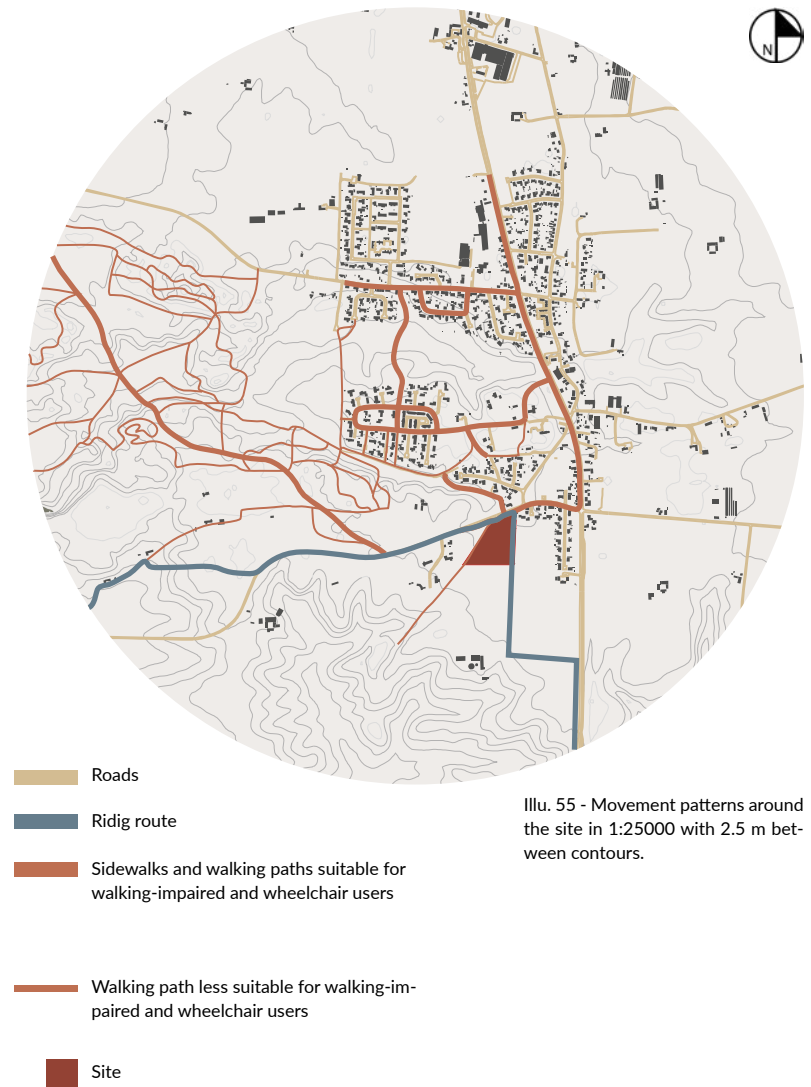 N
Roads
Ridig route
Sidewalks and walking paths suitable for
walking-impaired and wheelchair users
Walking path less suitable for walking-im-
paired and wheelchair users
Site
Illu. 55 - Movement patterns around
the site in 1:25000 with 2.5 m bet-
ween contours.